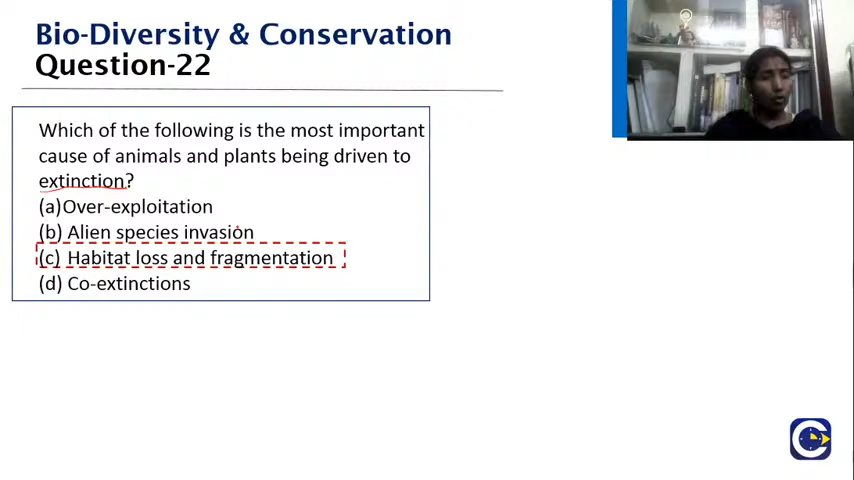 Bio-Diversity & Conservation
Question-22
Which of the following is the most important
cause of animals and plants being driven to
extinction?
(a)Over-exploitation
(b) Alien species invasion
(c) Habitat loss and fragmentation
(d) Co-extinctions